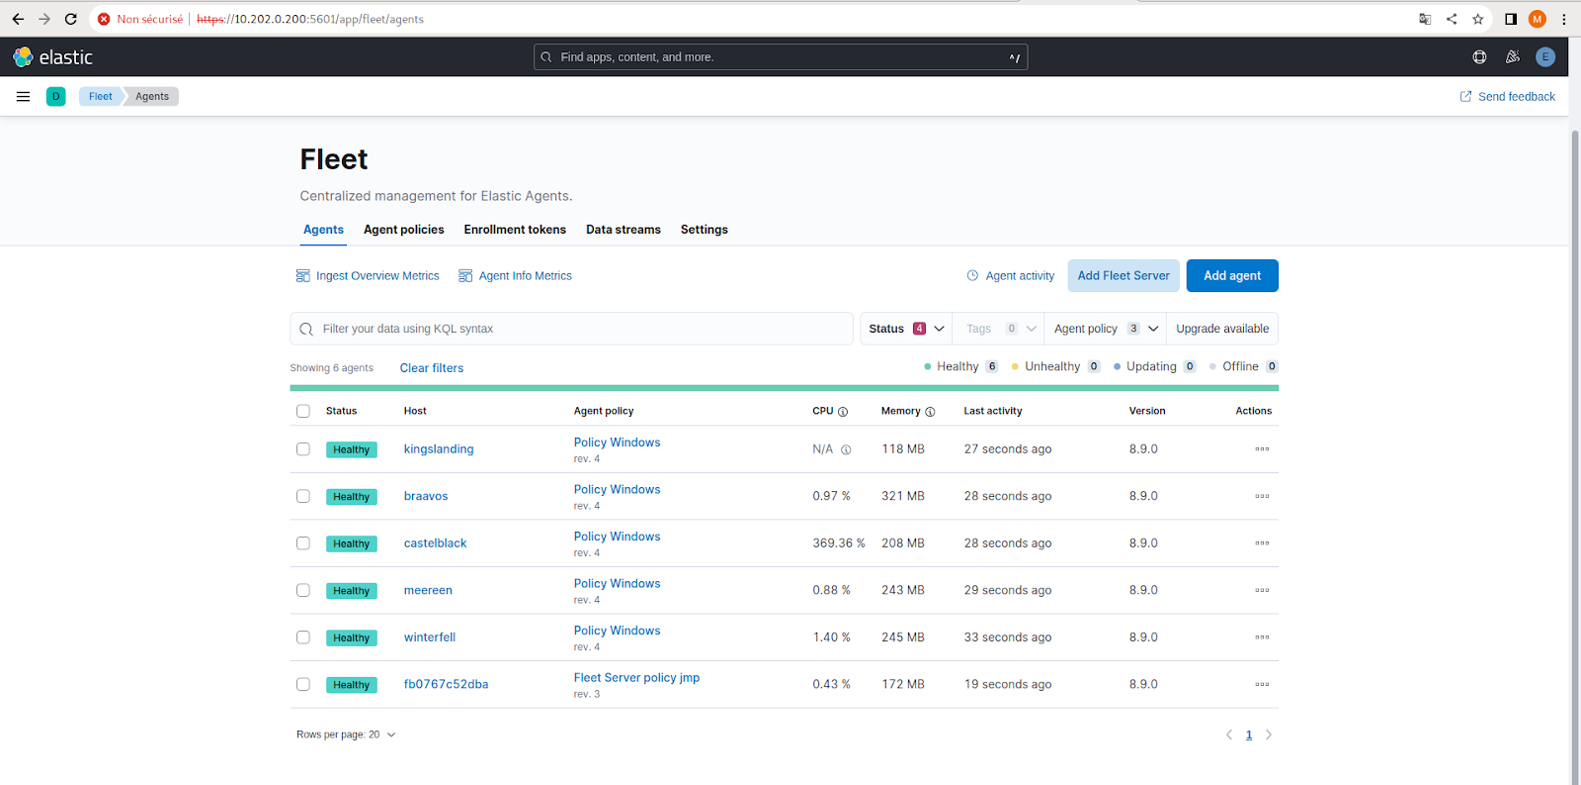 Non sécurisé https://10.202.0.200:5601/app/fleet/agents M
elastic Find apps, content, and more. ^/ E
D Fleet Agents Send feedback
Fleet
Centralized management for Elastic Agents.
Agents Agent policies Enrollment tokens Data streams Settings
Ingest Overview Metrics Agent Info Metrics Agent activity Add Fleet Server Add agent
Filter your data using KQL syntax Status 4 Tags 0 Agent policy 3 Upgrade available
Showing 6 agents Clear filters Healthy 6 Unhealthy 0 Updating 0 Offline 0
Status Host Agent policy CPU Memory Last activity Version Actions
Healthy kingslanding Policy Windows rev. 4 N/A 118 MB 27 seconds ago 8.9.0
Healthy braavos Policy Windows rev. 4 0.97 % 321 MB 28 seconds ago 8.9.0
Healthy castelblack Policy Windows rev. 4 369.36 % 208 MB 28 seconds ago 8.9.0
Healthy meereen Policy Windows rev. 4 0.88 % 243 MB 29 seconds ago 8.9.0
Healthy winterfell Policy Windows rev. 4 1.40 % 245 MB 33 seconds ago 8.9.0
Healthy fb0767c52dba Fleet Server policy jmp rev. 3 0.43 % 172 MB 19 seconds ago 8.9.0
Rows per page: 20 1